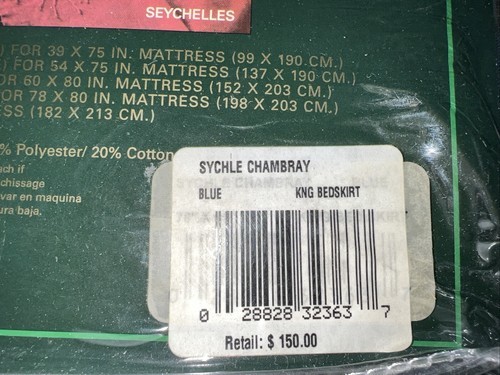 SEYCHELLES
) FOR 39 X 75 IN. MATTRESS (99 X 190 CM.)
) FOR 54 X 75 IN. MATTRESS (137 X 190 CM.)
OR 60 X 80 IN. MATTRESS (152 X 203 CM.)
OR 78 X 80 IN. MATTRESS (198 X 203 CM.)
SS (182 X 213 CM.)
% Polyester/ 20% Cotton
ach if
chissage
var en maquina
ura baja.
SYCHLE CHAMBRAY
BLUE KNG BEDSKIRT
0 28828 32363 7
Retail: $ 150.00